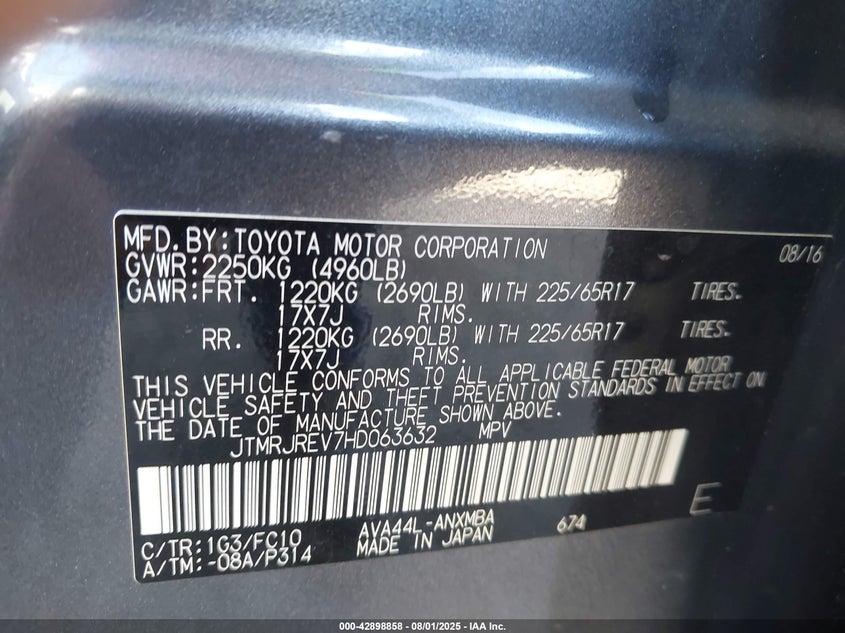 MFD.BY:TOYOTA MOTOR CORPORATION 08/16
GVWR:2250KG (4960LB)
GAWR:FRT. 1220KG (2690LB) WITH 225/65R17 TIRES.
17X7J RIMS.
RR. 1220KG (2690LB) WITH 225/65R17 TIRES.
17X7J RIMS.
THIS VEHICLE CONFORMS TO ALL APPLICABLE FEDERAL MOTOR
VEHICLE SAFETY AND THEFT PREVENTION STANDARDS IN EFFECT ON
THE DATE OF MANUFACTURE SHOWN ABOVE.
JTMRJREV7HD063632 MPV
E
C/TR:1G3/FC10 AVA44L-ANXMBA 674
A/TM:-08A/P314 MADE IN JAPAN
000-42898858 - 08/01/2025 - IAA Inc.